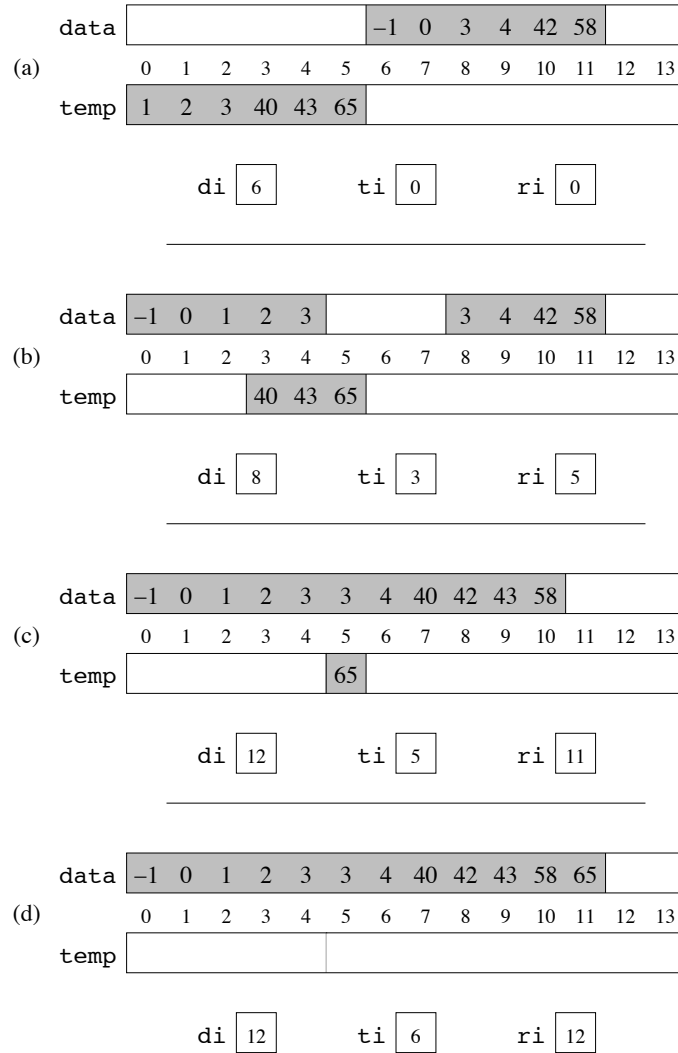 data –1 0 3 4 42 58
(a) 0 1 2 3 4 5 6 7 8 9 10 11 12 13
temp 1 2 3 40 43 65
di 6 ti 0 ri 0
data –1 0 1 2 3 3 4 42 58
(b) 0 1 2 3 4 5 6 7 8 9 10 11 12 13
temp 40 43 65
di 8 ti 3 ri 5
data –1 0 1 2 3 3 4 40 42 43 58
(c) 0 1 2 3 4 5 6 7 8 9 10 11 12 13
temp 65
di 12 ti 5 ri 11
data –1 0 1 2 3 3 4 40 42 43 58 65
(d) 0 1 2 3 4 5 6 7 8 9 10 11 12 13
temp
di 12 ti 6 ri 12